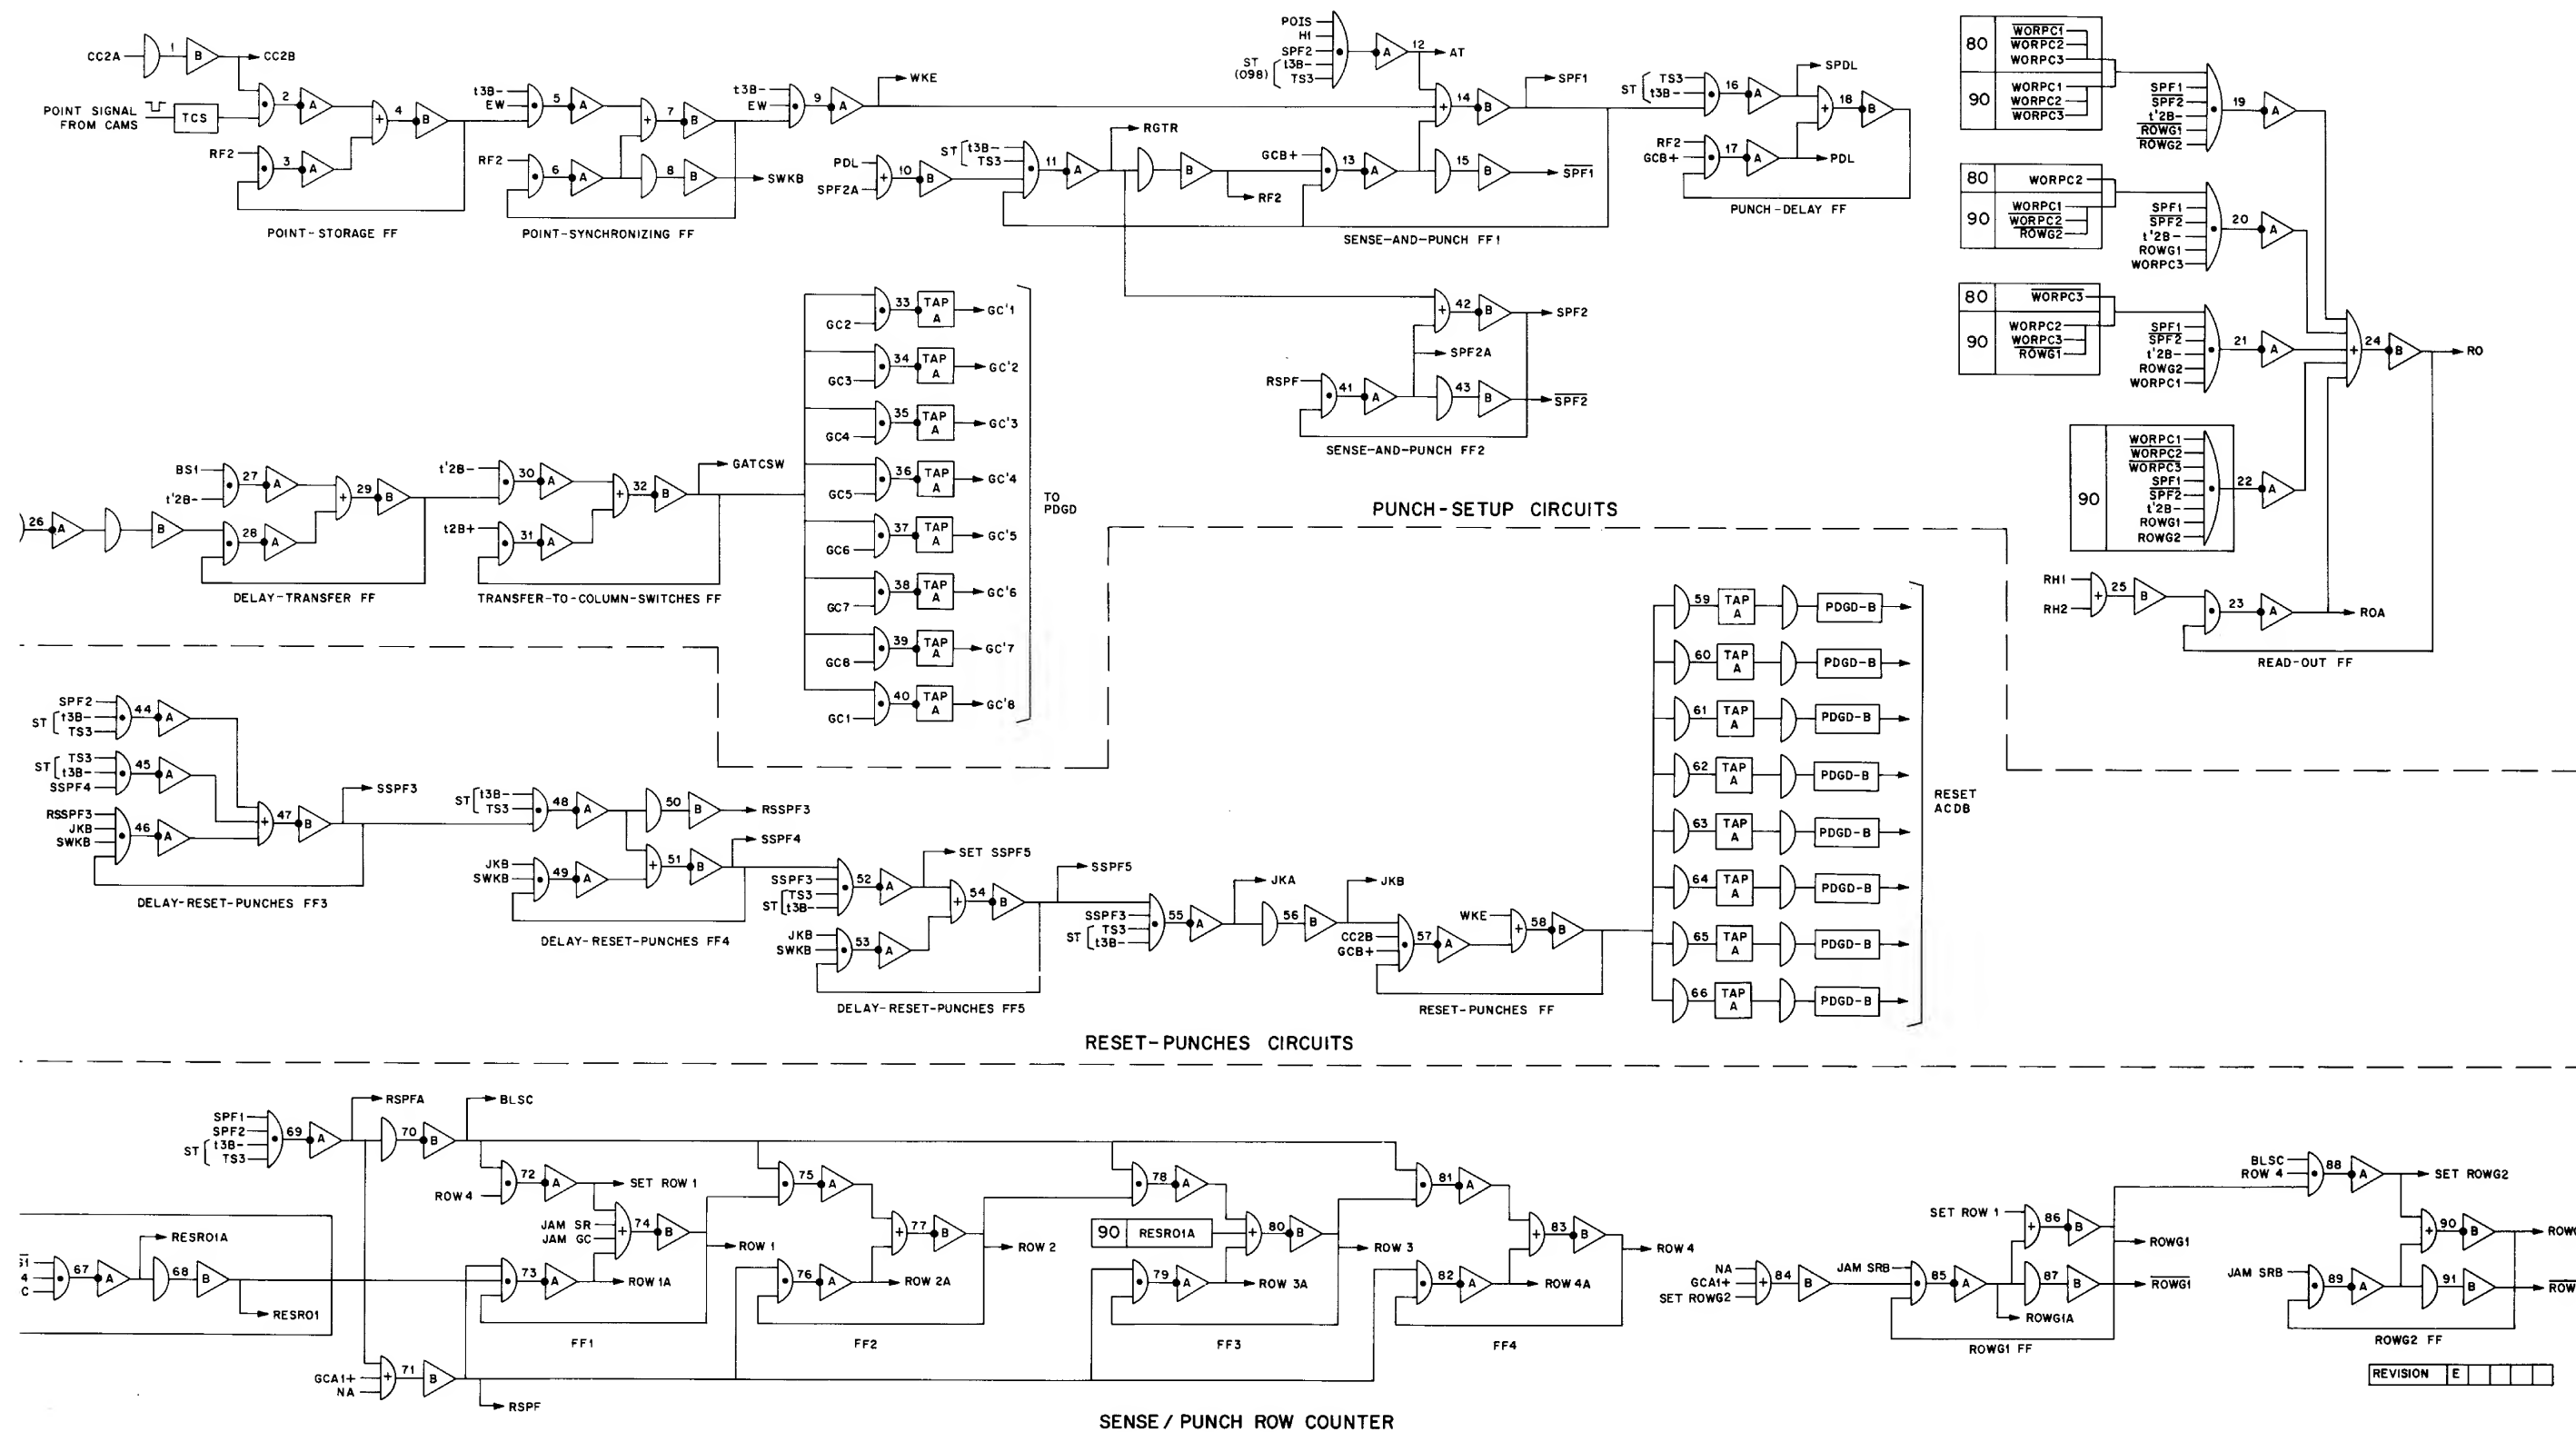 CC2A
1
B
CC2B
POINT SIGNAL
FROM CAMS
TCS
2
A
4
B
RF2
3
A
POINT-STORAGE FF
t3B-
EW
5
A
7
B
RF2
6
A
8
B
SWKB
POINT-SYNCHRONIZING FF
t3B-
EW
9
A
WKE
PDL
SPF2A
10
B
ST
t3B-
TS3
11
A
RGTR
B
RF2
POIS
H1
SPF2
ST
(098)
t3B-
TS3
A
12
AT
14
B
SPF1
GCB+
13
A
15
B
SPF1
SENSE-AND-PUNCH FF1
ST
TS3
t3B-
16
A
SPDL
18
B
RF2
GCB+
17
A
PDL
PUNCH-DELAY FF
42
B
SPF2
SPF2A
RSPF
41
A
43
B
SPF2
SENSE-AND-PUNCH FF2
PUNCH-SETUP CIRCUITS
80
WORPC1
WORPC2
WORPC3
90
WORPC1
WORPC2
WORPC3
SPF1
SPF2
t'2B-
ROWG1
ROWG2
19
A
80
WORPC2
90
WORPC1
WORPC2
ROWG2
SPF1
SPF2
t'2B-
ROWG1
WORPC3
20
A
80
WORPC3
90
WORPC2
WORPC3
ROWG1
SPF1
SPF2
t'2B-
ROWG2
WORPC1
21
A
24
B
RO
90
WORPC1
WORPC2
WORPC3
SPF1
SPF2
t'2B-
ROWG1
ROWG2
22
A
RH1
RH2
25
B
23
A
ROA
READ-OUT FF
26
A
B
BS1
t'2B-
27
A
28
A
29
B
DELAY-TRANSFER FF
t'2B-
30
A
t2B+
31
A
32
B
GATCSW
TRANSFER-TO-COLUMN-SWITCHES FF
GC2
33
TAP
A
GC'1
GC3
34
TAP
A
GC'2
GC4
35
TAP
A
GC'3
GC5
36
TAP
A
GC'4
GC6
37
TAP
A
GC'5
GC7
38
TAP
A
GC'6
GC8
39
TAP
A
GC'7
GC1
40
TAP
A
GC'8
TO
PDGD
SPF2
ST
t3B-
TS3
44
A
ST
TS3
t3B-
SSPF4
45
A
RSSPF3
JKB
SWKB
46
A
47
B
SSPF3
DELAY-RESET-PUNCHES FF3
ST
t3B-
TS3
48
A
50
B
RSSPF3
JKB
SWKB
49
A
51
B
SSPF4
DELAY-RESET-PUNCHES FF4
SSPF3
ST
TS3
t3B-
52
A
SET SSPF5
54
B
SSPF5
JKB
SWKB
53
A
DELAY-RESET-PUNCHES FF5
SSPF3
ST
TS3
t3B-
55
A
JKA
56
B
JKB
CC2B
GCB+
57
A
WKE
58
B
RESET-PUNCHES FF
59
TAP
A
PDGD-B
60
TAP
A
PDGD-B
61
TAP
A
PDGD-B
62
TAP
A
PDGD-B
63
TAP
A
PDGD-B
64
TAP
A
PDGD-B
65
TAP
A
PDGD-B
66
TAP
A
PDGD-B
RESET
ACDB
RESET-PUNCHES CIRCUITS
SPF1
SPF2
ST
t3B-
TS3
69
A
RSPFA
70
B
BLSC
4
C
67
A
RESRO1A
68
B
RESRO1
GCA1+
NA
71
B
RSPF
ROW 4
72
A
SET ROW 1
JAM SR
JAM GC
74
B
ROW 1
73
A
ROW 1A
FF1
75
A
77
B
ROW 2
76
A
ROW 2A
FF2
78
A
90
RESRO1A
80
B
ROW 3
79
A
ROW 3A
FF3
81
A
83
B
ROW 4
82
A
ROW 4A
FF4
NA
GCA1+
SET ROWG2
84
B
JAM SRB
85
A
SET ROW 1
86
B
ROWG1
87
B
ROWG1
ROWG1A
ROWG1 FF
BLSC
ROW 4
88
A
SET ROWG2
90
B
JAM SRB
89
A
91
B
ROWG2 FF
REVISION E
SENSE/PUNCH ROW COUNTER